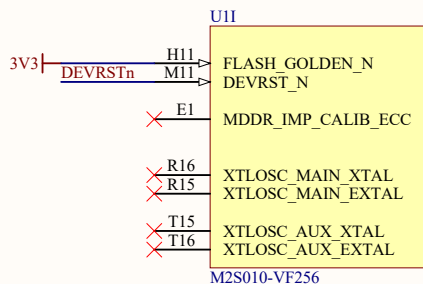 U1I
3V3
H11
FLASH_GOLDEN_N
DEVRSTn
M11
DEVRST_N
E1
MDDR_IMP_CALIB_ECC
R16
XTLOSC_MAIN_XTAL
R15
XTLOSC_MAIN_EXTAL
T15
XTLOSC_AUX_XTAL
T16
XTLOSC_AUX_EXTAL
M2S010-VF256